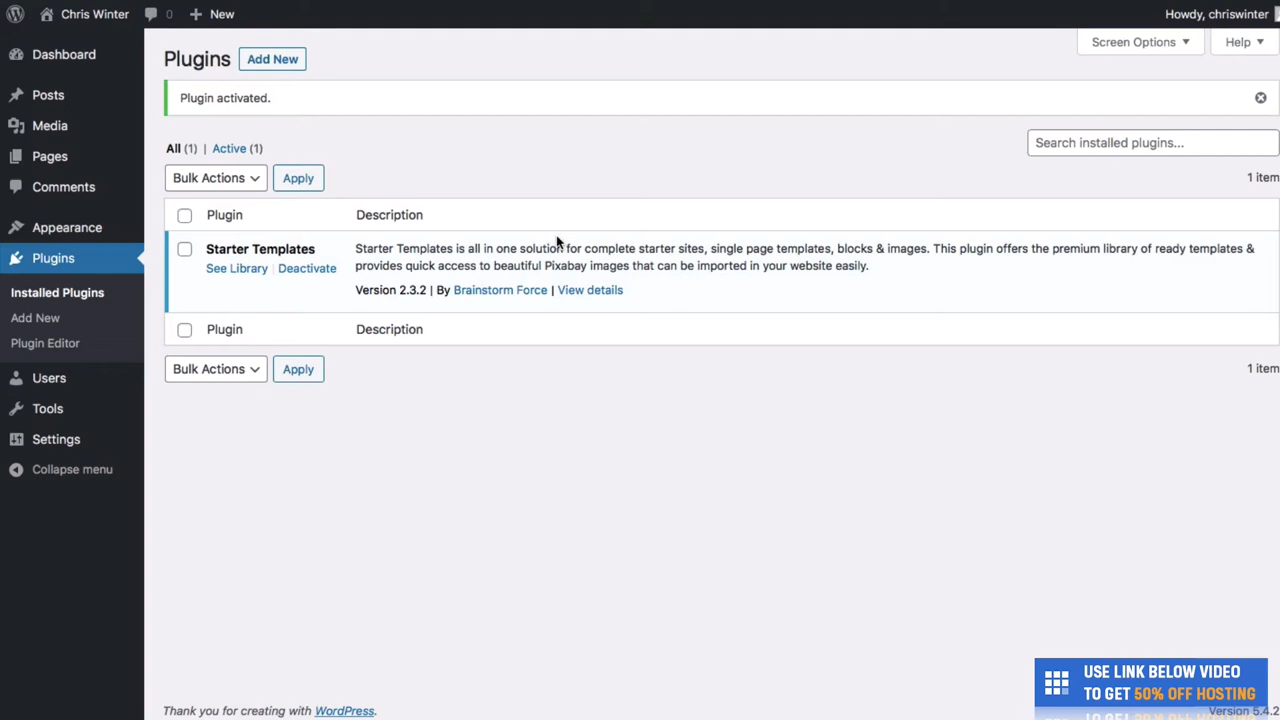 Chris Winter 0 New Howdy, chriswinter
Dashboard
Posts
Media
Pages
Comments
Appearance
Plugins
Installed Plugins
Add New
Plugin Editor
Users
Tools
Settings
Collapse menu
Screen Options Help
Plugins Add New
Plugin activated.
All (1) | Active (1)
Search installed plugins...
Bulk Actions Apply 1 item
Plugin Description
Starter Templates
See Library | Deactivate
Starter Templates is all in one solution for complete starter sites, single page templates, blocks & images. This plugin offers the premium library of ready templates &
provides quick access to beautiful Pixabay images that can be imported in your website easily.
Version 2.3.2 | By Brainstorm Force | View details
Plugin Description
Bulk Actions Apply 1 item
USE LINK BELOW VIDEO
TO GET 50% OFF HOSTING
Thank you for creating with WordPress. Version 5.4.2